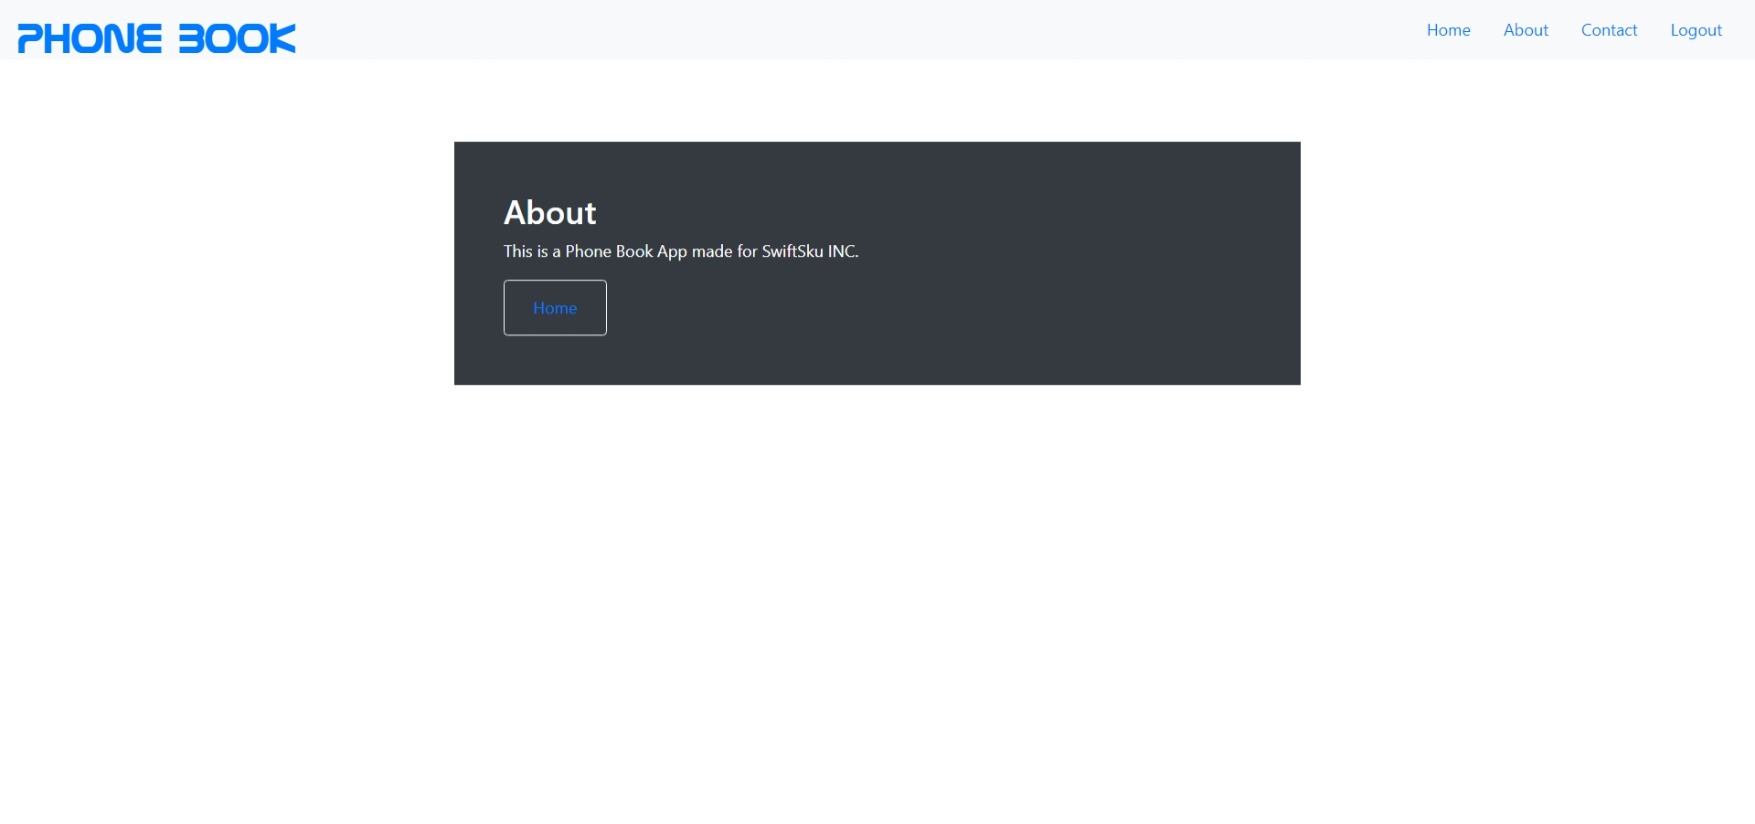 PHONE BOOK
Home About Contact Logout
About
This is a Phone Book App made for SwiftSku INC.
Home